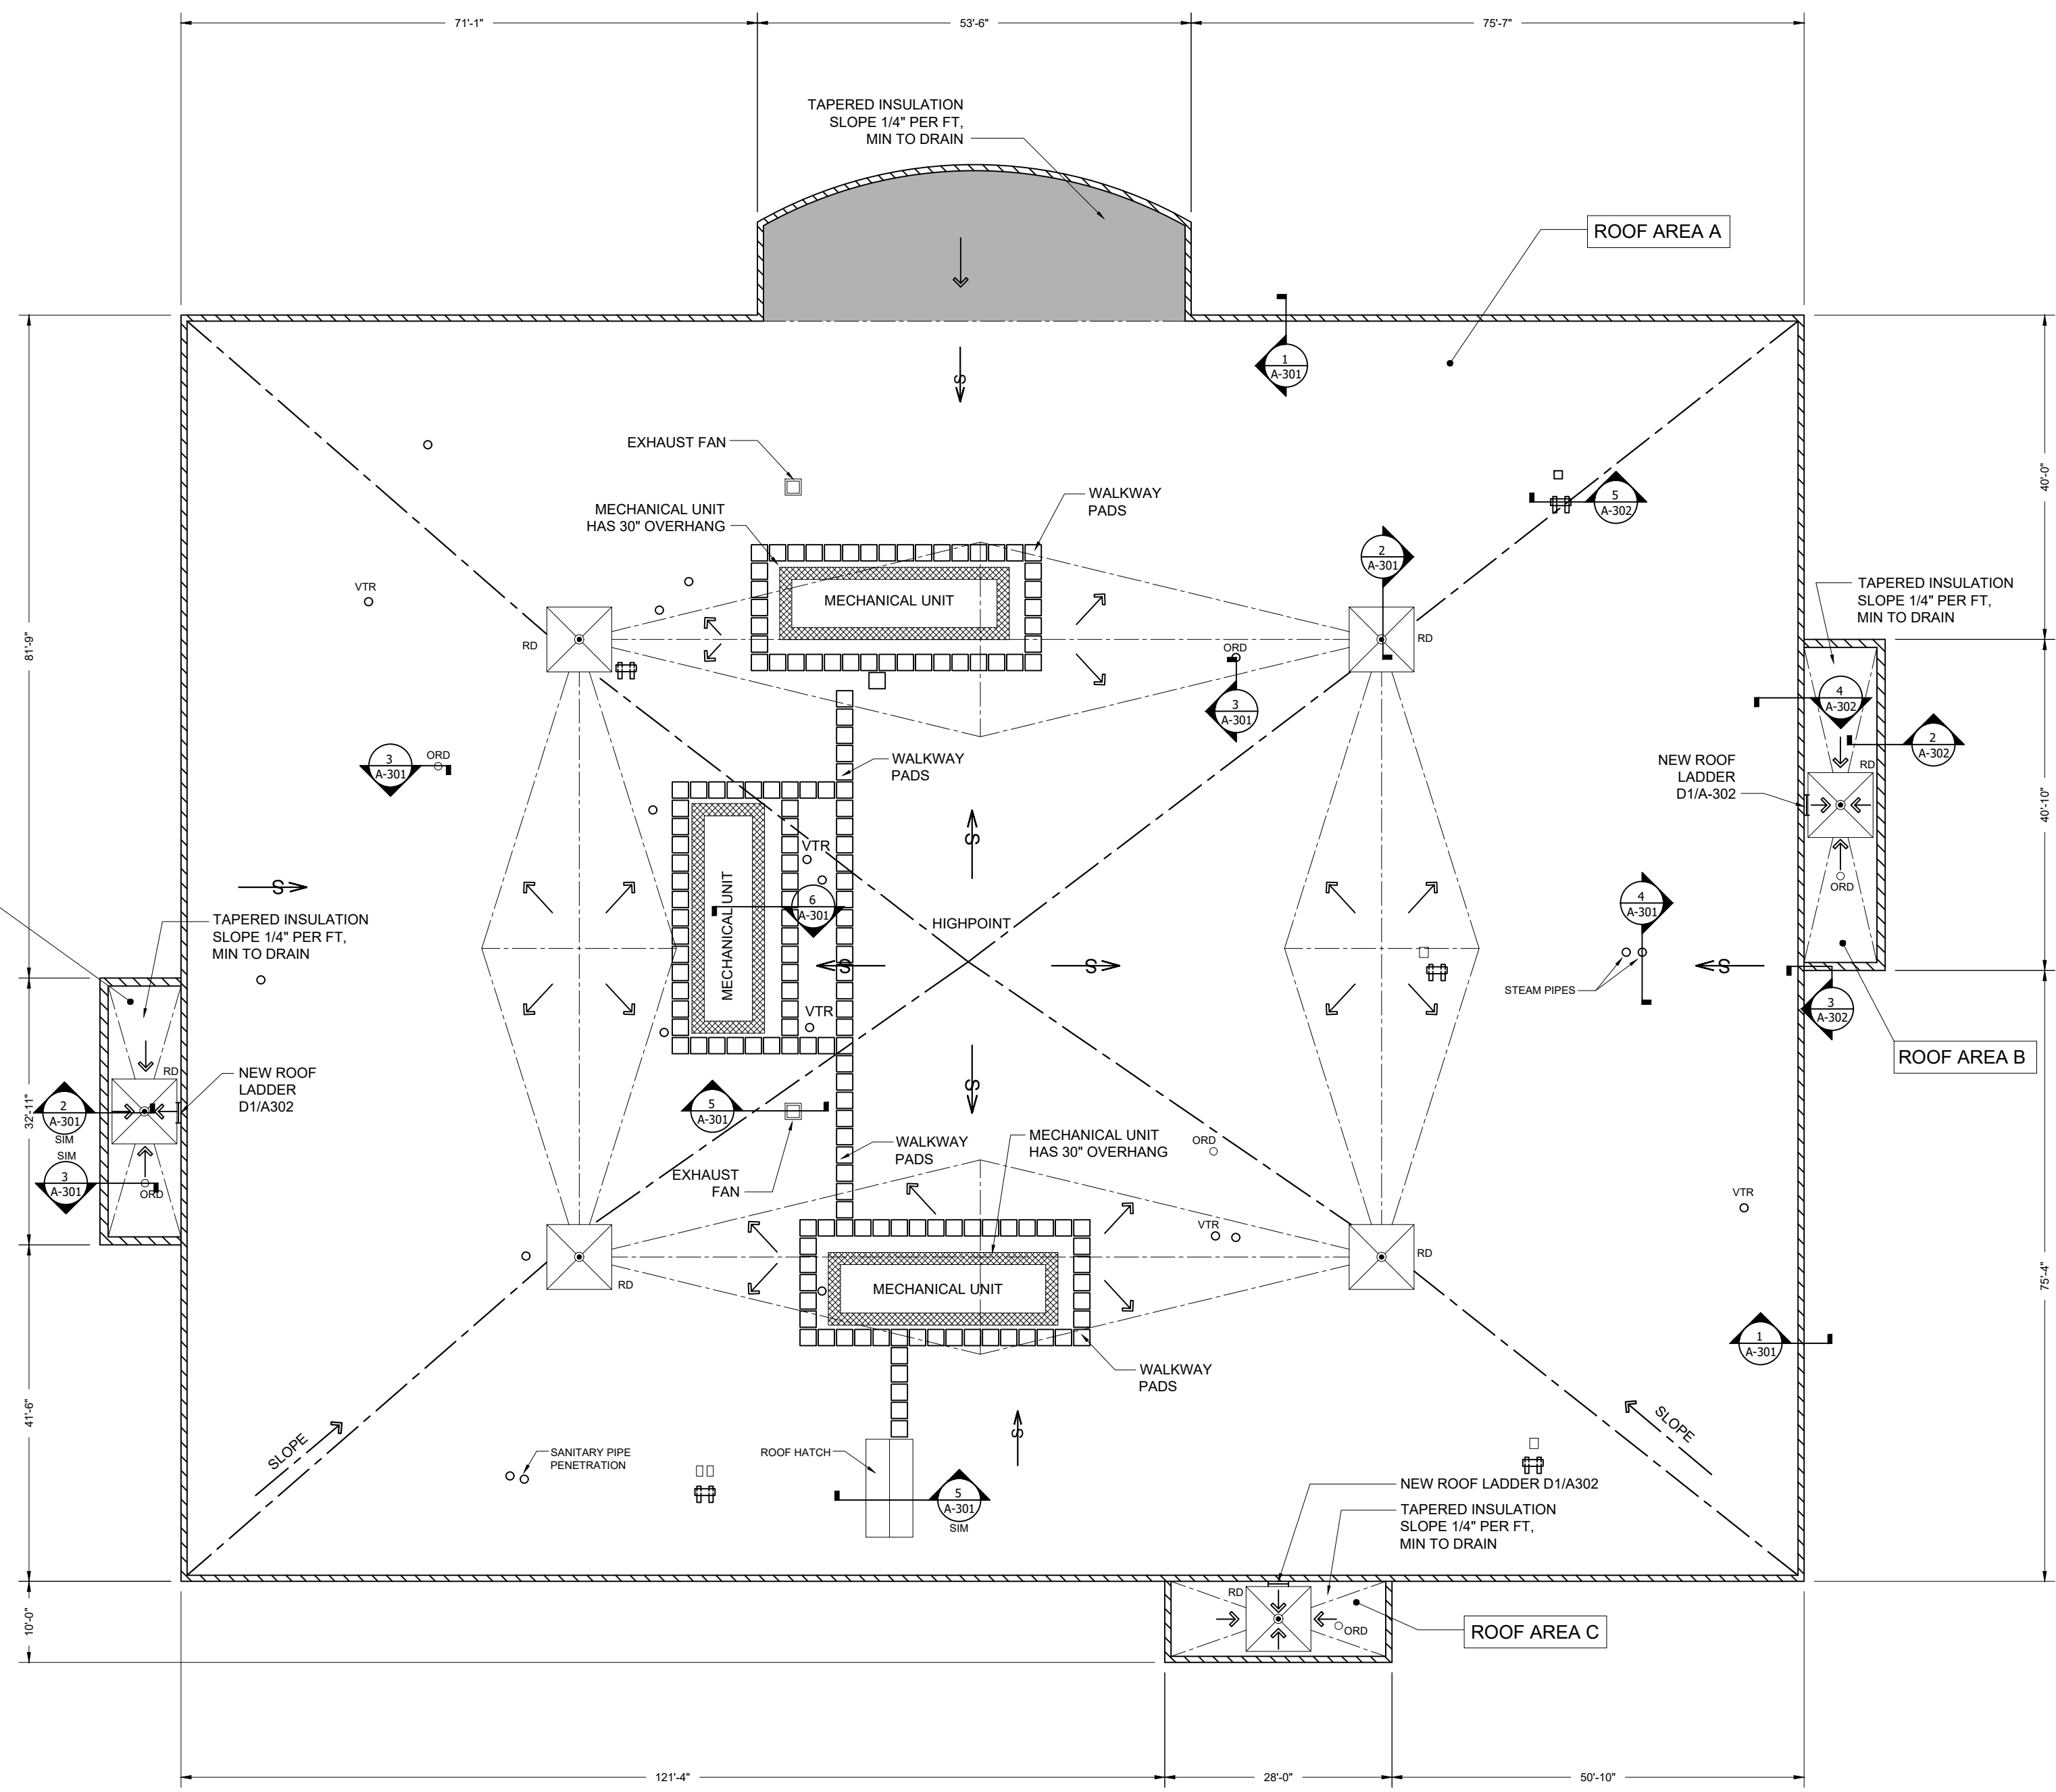 71'-1"
53'-6"
75'-7"
TAPERED INSULATION
SLOPE 1/4" PER FT,
MIN TO DRAIN
ROOF AREA A
1
A-301
S
EXHAUST FAN
MECHANICAL UNIT
HAS 30" OVERHANG
WALKWAY
PADS
5
A-302
2
A-301
40'-0"
VTR
MECHANICAL UNIT
TAPERED INSULATION
SLOPE 1/4" PER FT,
MIN TO DRAIN
81'-9"
RD
RD
ORD
3
A-301
4
A-302
2
A-302
3
A-301
ORD
WALKWAY
PADS
NEW ROOF
LADDER
D1/A-302
RD
40'-10"
S
VTR
MECHANICAL UNIT
6
A-301
S
HIGHPOINT
4
A-301
ORD
TAPERED INSULATION
SLOPE 1/4" PER FT,
MIN TO DRAIN
S
S
S
STEAM PIPES
3
A-302
VTR
ROOF AREA B
RD
NEW ROOF
LADDER
D1/A302
32'-11"
2
A-301
SIM
SIM
3
A-301
ORD
5
A-301
S
WALKWAY
PADS
MECHANICAL UNIT
HAS 30" OVERHANG
ORD
EXHAUST
FAN
VTR
VTR
RD
RD
MECHANICAL UNIT
75'-4"
1
A-301
WALKWAY
PADS
41'-6"
SLOPE
S
SLOPE
SANITARY PIPE
PENETRATION
ROOF HATCH
5
A-301
SIM
NEW ROOF LADDER D1/A302
TAPERED INSULATION
SLOPE 1/4" PER FT,
MIN TO DRAIN
10'-0"
RD
ORD
ROOF AREA C
121'-4"
28'-0"
50'-10"